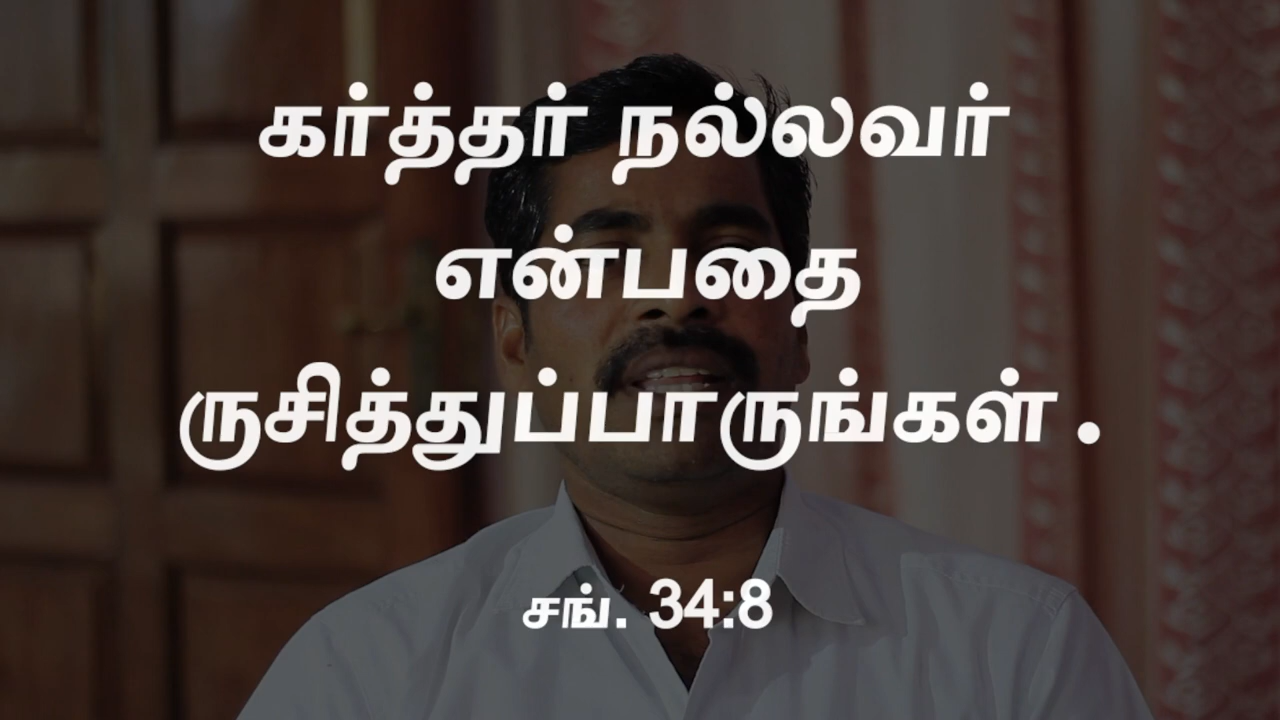 கர்த்தர் நல்லவர்
என்பதை
ருசித்துப்பாருங்கள் .
சங். 34:8